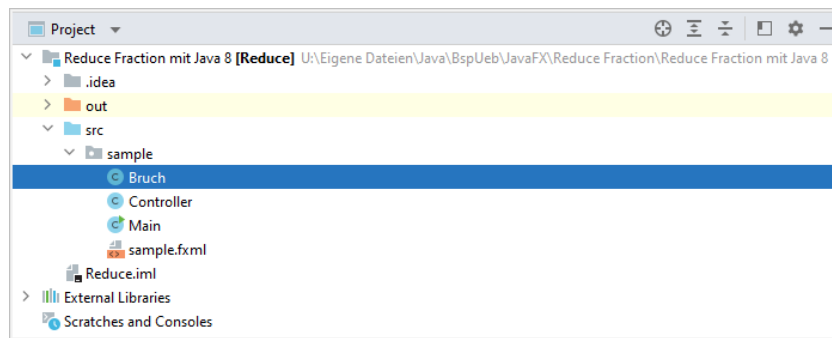 Project
Reduce Fraction mit Java 8 [Reduce] U:\Eigene Dateien\Java\BspUeb\JavaFX\Reduce Fraction\Reduce Fraction mit Java 8
.idea
out
src
sample
Bruch
Controller
Main
sample.fxml
Reduce.iml
External Libraries
Scratches and Consoles